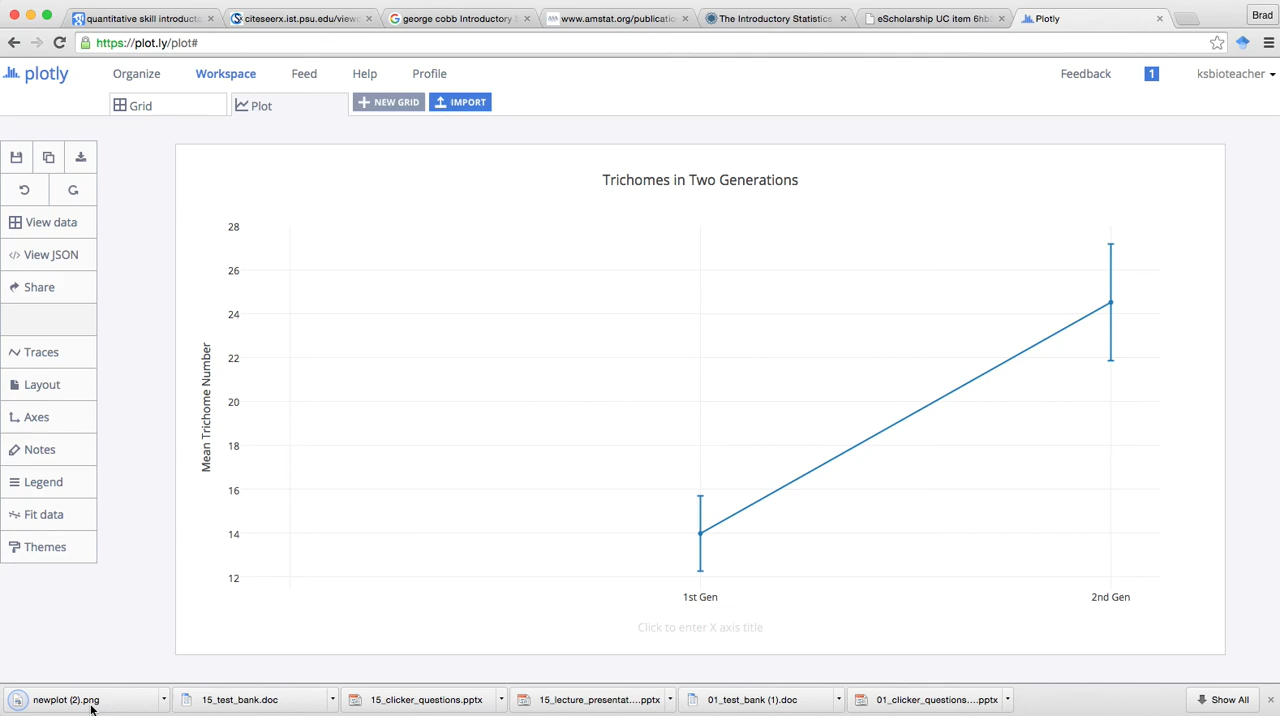 quantitative skill introducti
citeseerx.ist.psu.edu/viewd
george cobb Introductory
www.amstat.org/publicatio
The Introductory Statistics
eScholarship UC item 6hb
Plotly
Brad
https://plot.ly/plot#
plotly
Organize
Workspace
Feed
Help
Profile
Feedback
1
ksbioteacher
Grid
Plot
NEW GRID
IMPORT
View data
View JSON
Share
Traces
Layout
Axes
Notes
Legend
Fit data
Themes
Trichomes in Two Generations
Mean Trichome Number
28
26
24
22
20
18
16
14
12
1st Gen
2nd Gen
Click to enter X axis title
newplot (2).png
15_test_bank.doc
15_clicker_questions.pptx
15_lecture_presentat....pptx
01_test_bank (1).doc
01_clicker_questions....pptx
Show All